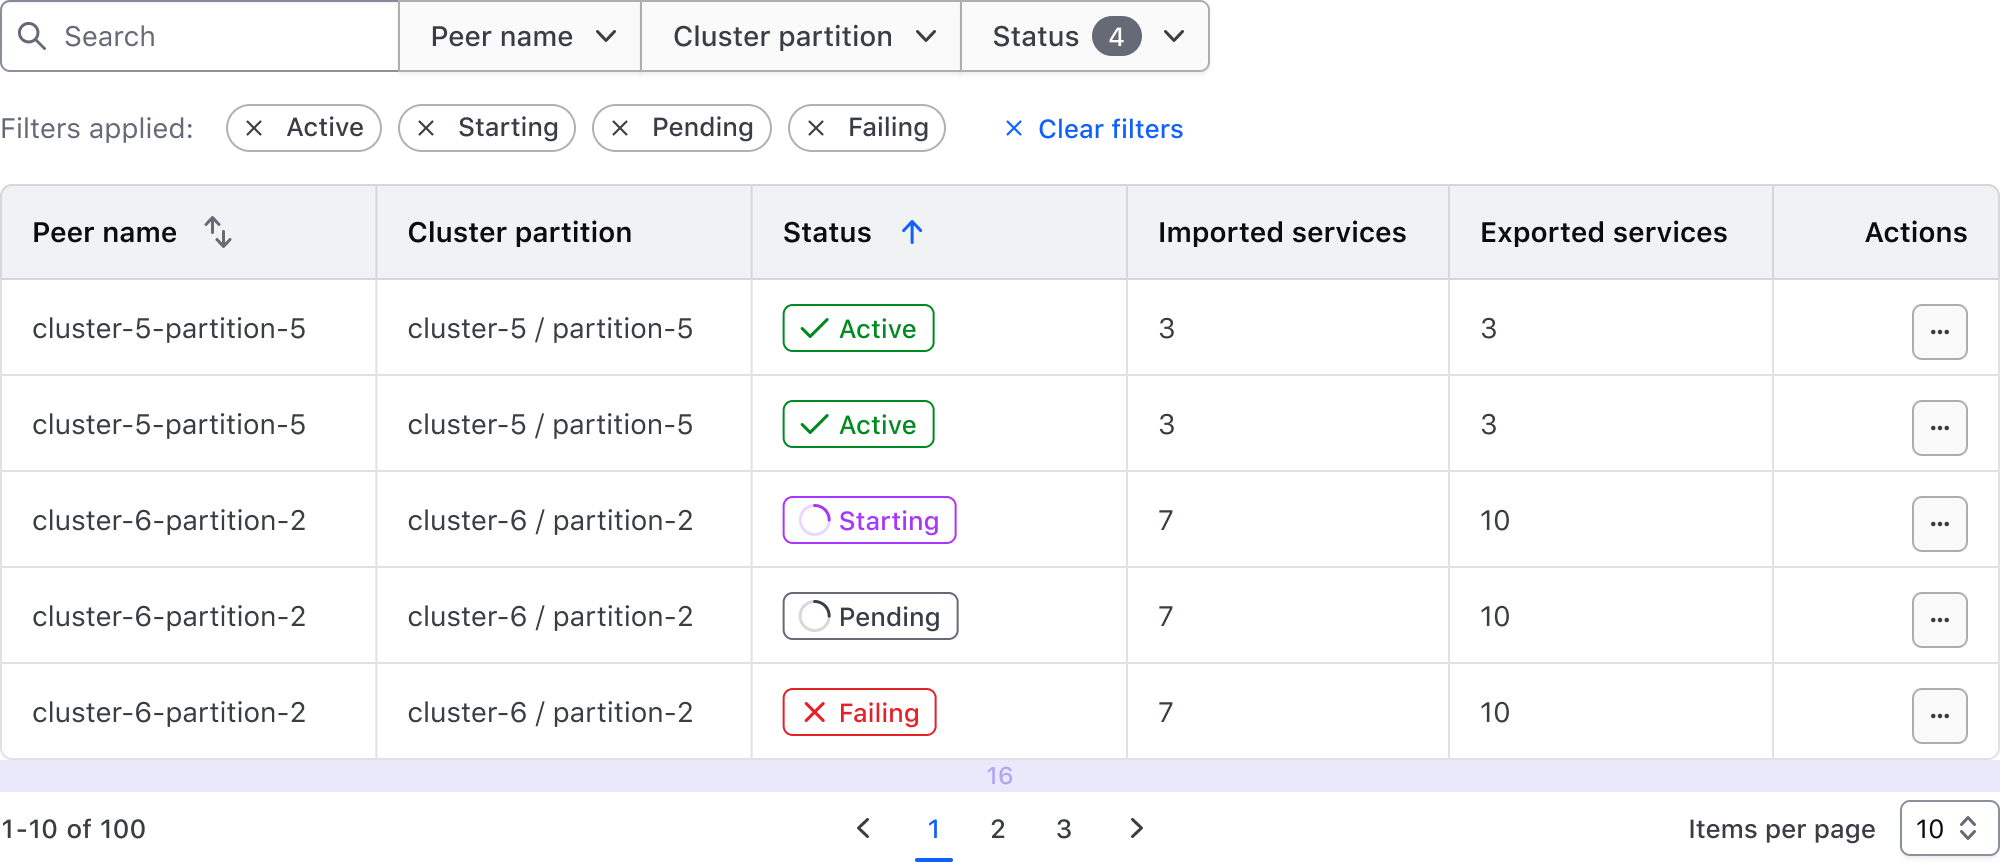 Search Peer name Cluster partition Status 4
Filters applied: Active Starting Pending Failing Clear filters
Peer name Cluster partition Status Imported services Exported services Actions
cluster-5-partition-5 cluster-5 / partition-5 Active 3 3 ...
cluster-5-partition-5 cluster-5 / partition-5 Active 3 3 ...
cluster-6-partition-2 cluster-6 / partition-2 Starting 7 10 ...
cluster-6-partition-2 cluster-6 / partition-2 Pending 7 10 ...
cluster-6-partition-2 cluster-6 / partition-2 Failing 7 10 ...
16
1-10 of 100 1 2 3 Items per page 10